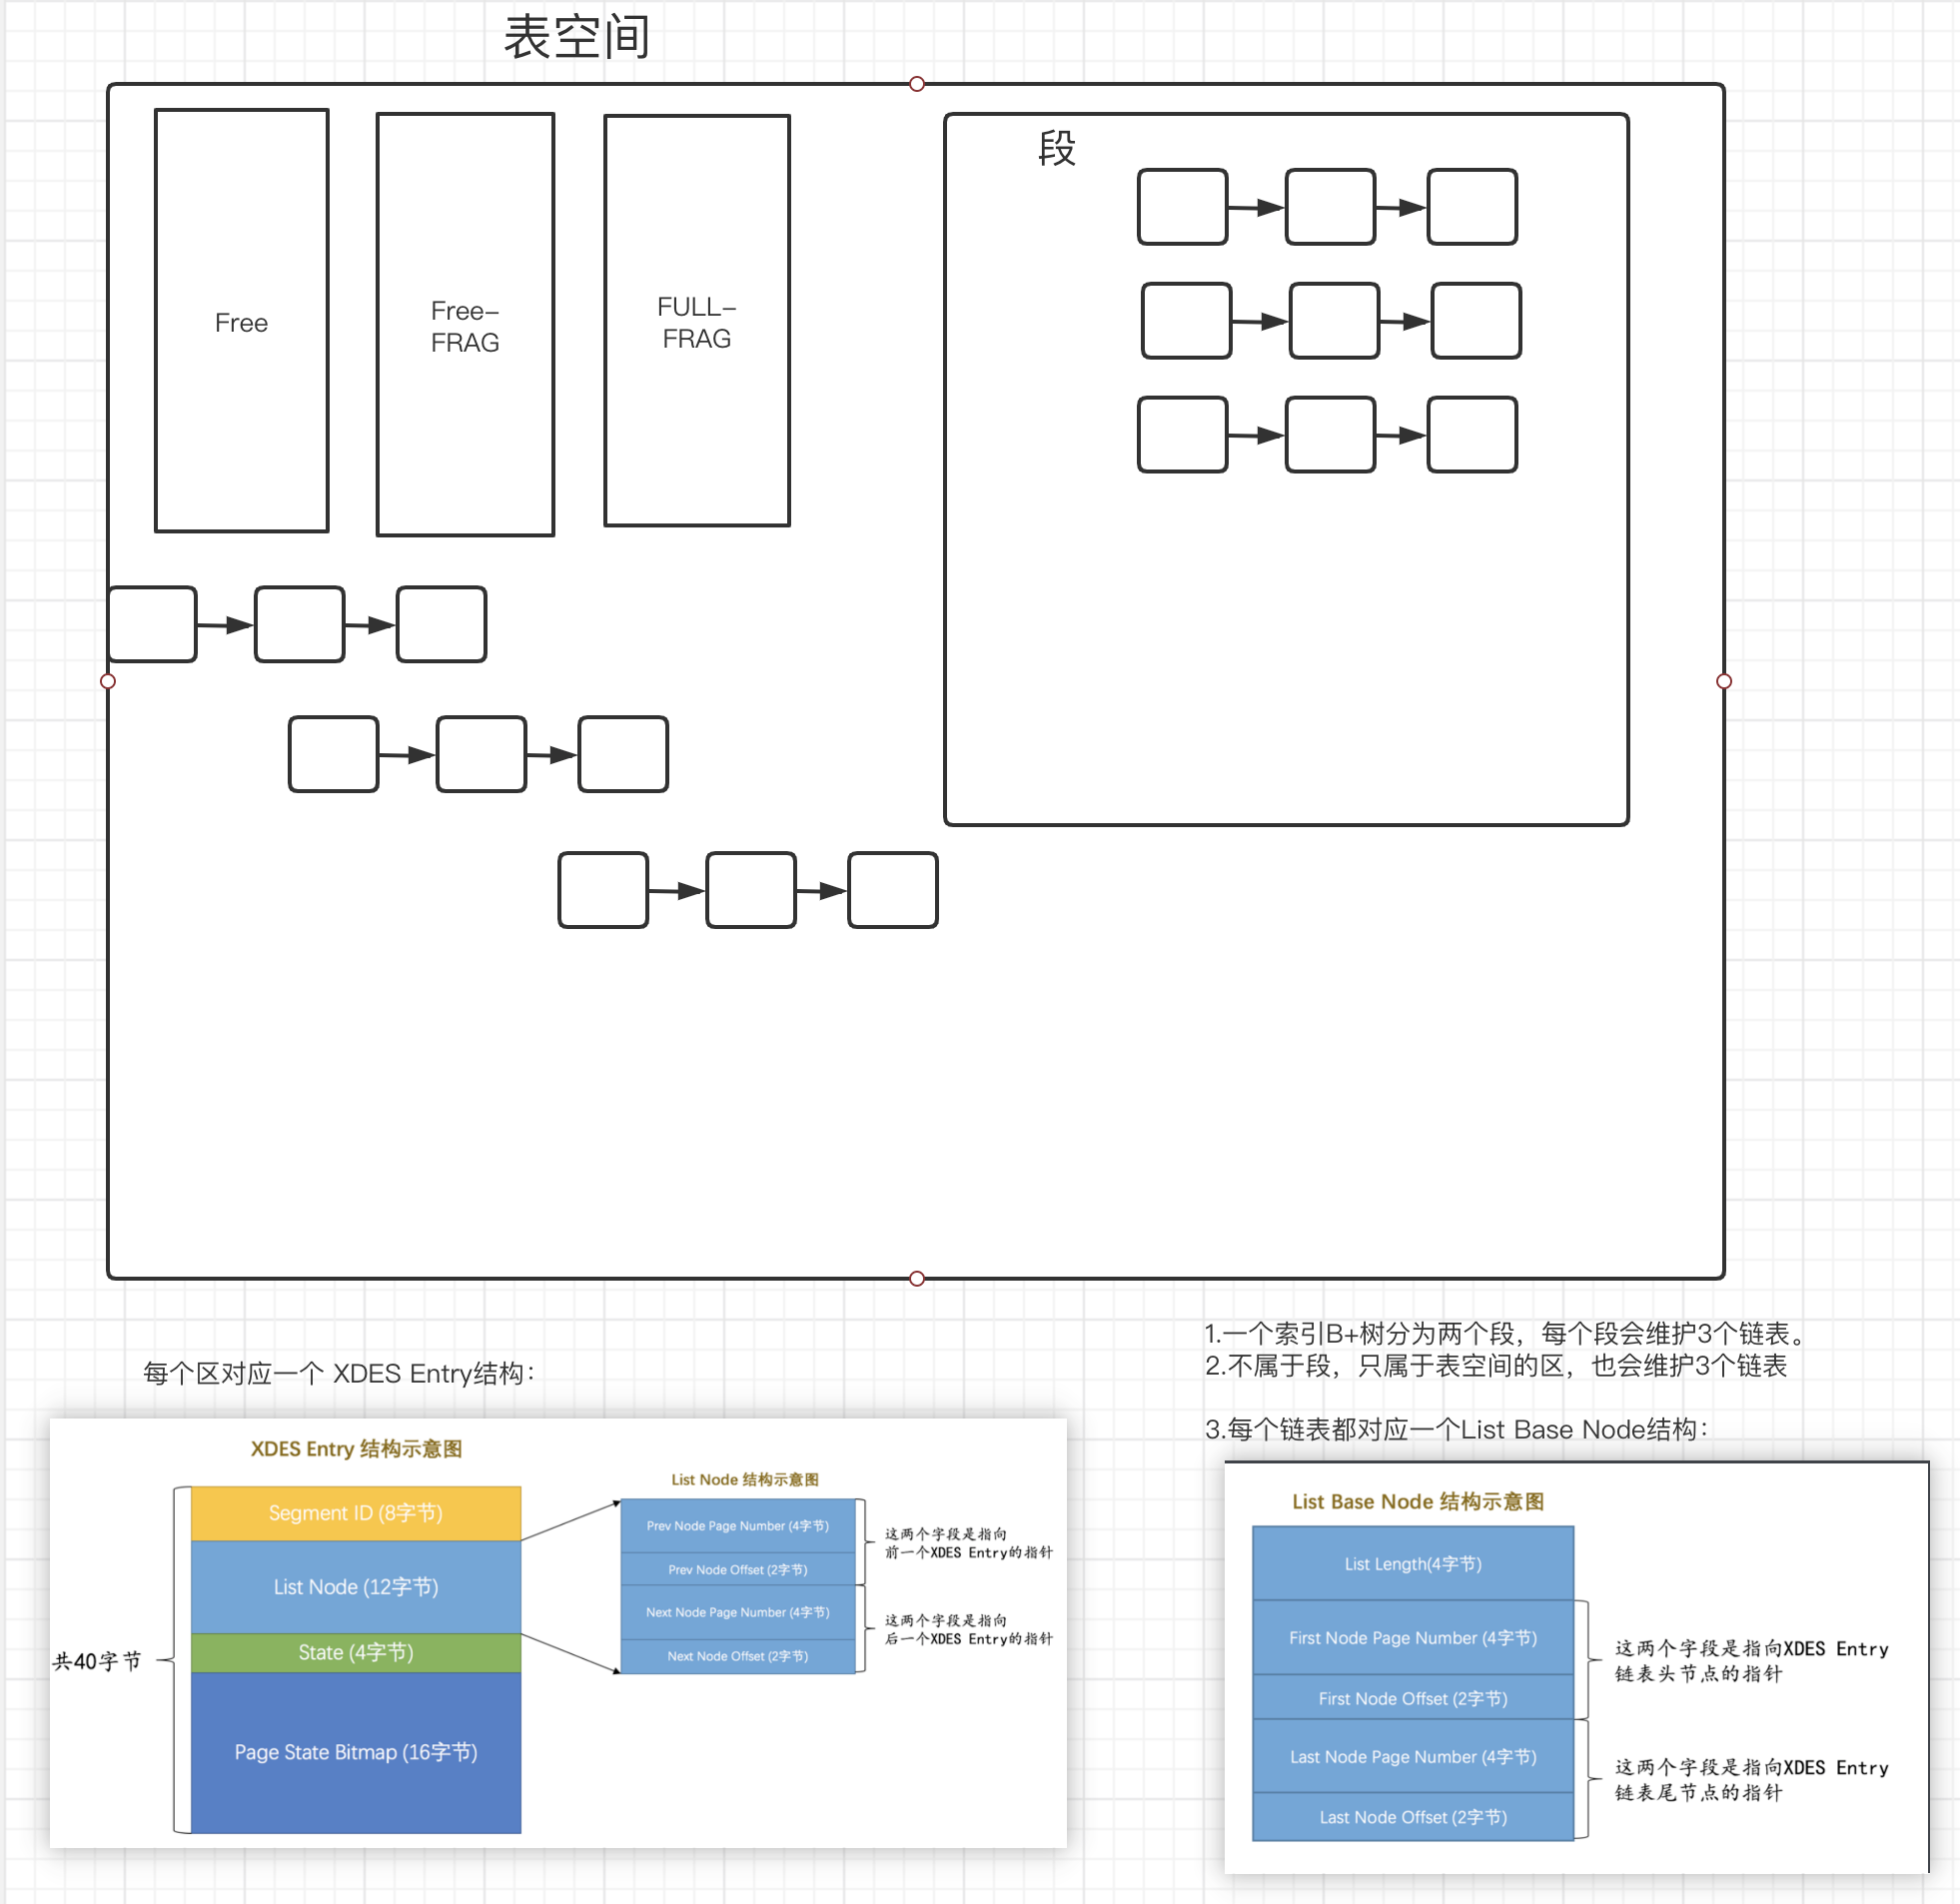 表空间
Free
Free-
FRAG
FULL-
FRAG
段
1.一个索引B+树分为两个段，每个段会维护3个链表。
2.不属于段，只属于表空间的区，也会维护3个链表
3.每个链表都对应一个List Base Node结构：
每个区对应一个 XDES Entry结构：
XDES Entry 结构示意图
共40字节
Segment ID (8字节)
List Node (12字节)
State (4字节)
Page State Bitmap (16字节)
List Node 结构示意图
Prev Node Page Number (4字节)
Prev Node Offset (2字节)
Next Node Page Number (4字节)
Next Node Offset (2字节)
这两个字段是指向
前一个XDES Entry的指针
这两个字段是指向
后一个XDES Entry的指针
List Base Node 结构示意图
List Length(4字节)
First Node Page Number (4字节)
First Node Offset (2字节)
Last Node Page Number (4字节)
Last Node Offset (2字节)
这两个字段是指向XDES Entry
链表头节点的指针
这两个字段是指向XDES Entry
链表尾节点的指针